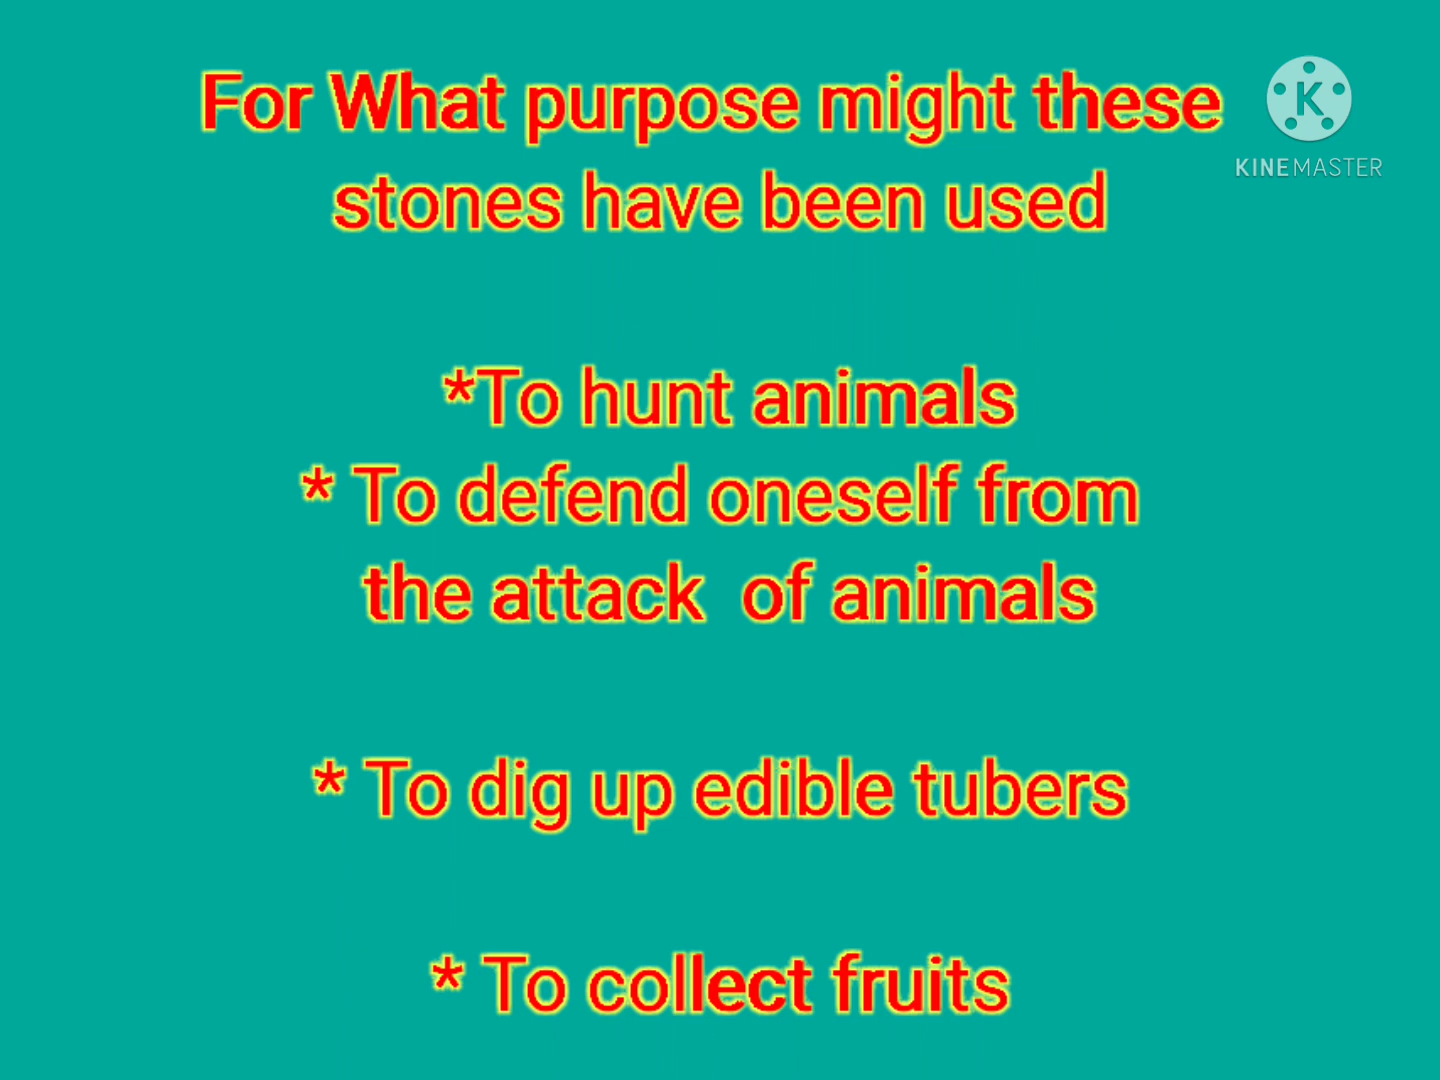 For What purpose might these
stones have been used
*To hunt animals
* To defend oneself from
the attack  of animals
* To dig up edible tubers
* To collect fruits
K
KINEMASTER